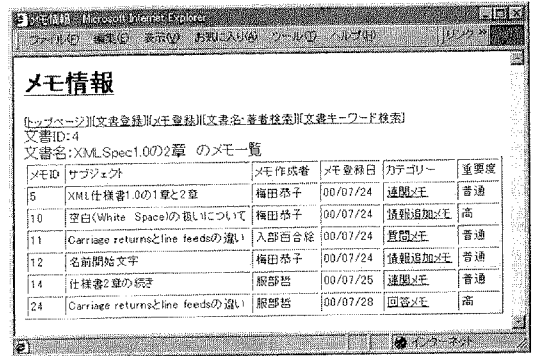 メモ情報 - Microsoft Internet Explorer
ファイル(F) 編集(E) 表示(V) お気に入り(A) ツール(T) ヘルプ(H) リンク »
メモ情報
[トップページ][文書登録][メモ登録][文書名・著者検索][文書キーワード検索]
文書ID:4
文書名:XMLSpec1.0の2章 のメモ一覧
メモID サブジェクト メモ作成者 メモ登録日 カテゴリー 重要度
5 XML仕様書1.0の1章と2章 梅田恭子 00/07/24 連関メモ 普通
10 空白(White Space)の扱いについて 梅田恭子 00/07/24 情報追加メモ 高
11 Carriage returnsとline feedsの違い 入部百合絵 00/07/24 質問メモ 普通
12 名前開始文字 梅田恭子 00/07/24 情報追加メモ 普通
14 仕様書2章の続き 服部哲 00/07/25 連関メモ 普通
24 Carriage returnsとline feedsの違い 服部哲 00/07/28 回答メモ 高
インターネット